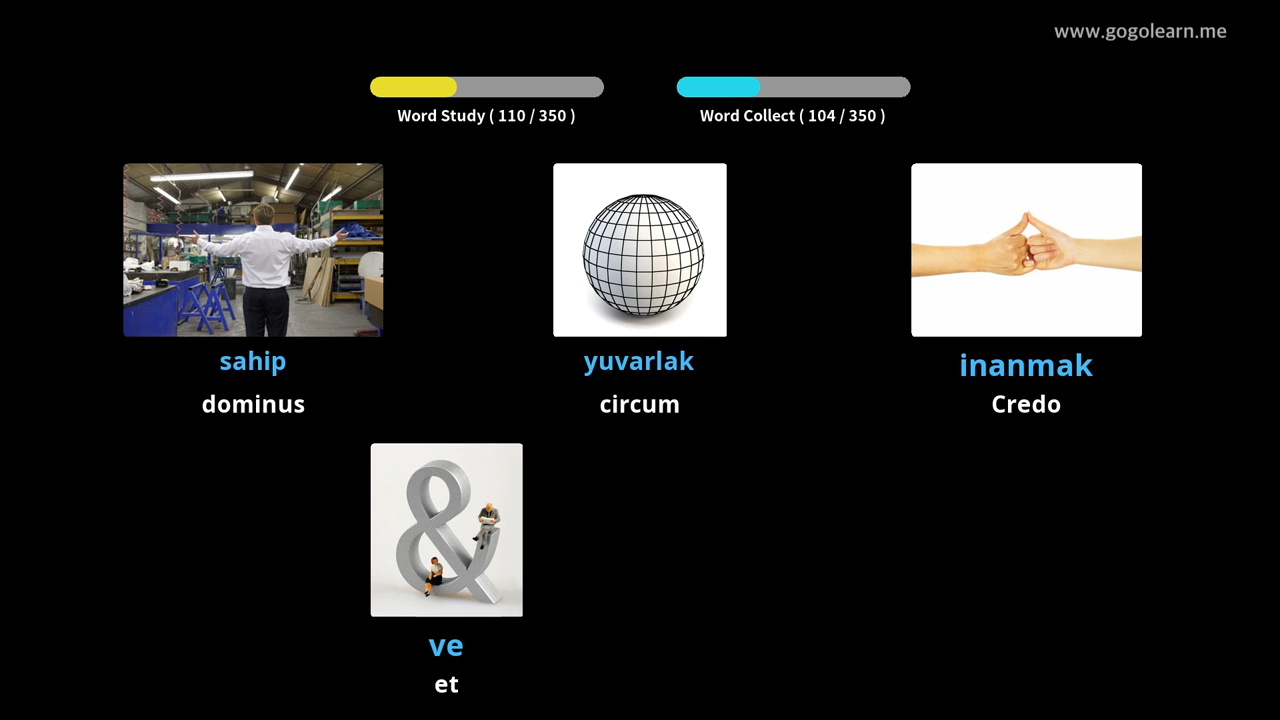 www.gogolearn.me
Word Study ( 110 / 350 )
Word Collect ( 104 / 350 )
sahip
dominus
yuvarlak
circum
inanmak
Credo
&
ve
et